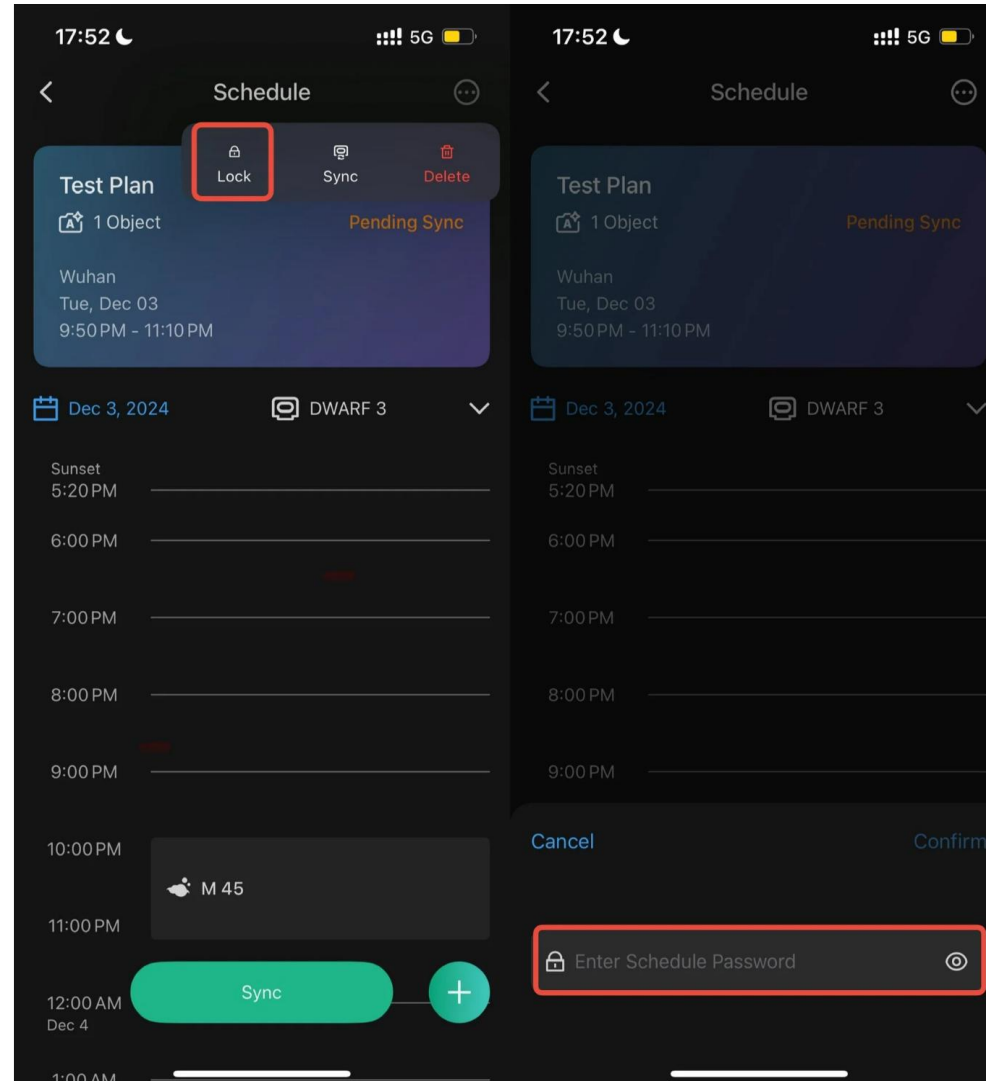 17:52
5G
Schedule
Lock
Sync
Delete
Test Plan
1 Object
Pending Sync
Wuhan
Tue, Dec 03
9:50 PM - 11:10 PM
Dec 3, 2024
DWARF 3
Sunset
5:20 PM
6:00 PM
7:00 PM
8:00 PM
9:00 PM
10:00 PM
M 45
11:00 PM
Sync
12:00 AM
Dec 4
1:00 AM
17:52
5G
Schedule
Test Plan
1 Object
Pending Sync
Wuhan
Tue, Dec 03
9:50 PM - 11:10 PM
Dec 3, 2024
DWARF 3
Sunset
5:20 PM
6:00 PM
7:00 PM
8:00 PM
9:00 PM
Cancel
Confirm
Enter Schedule Password